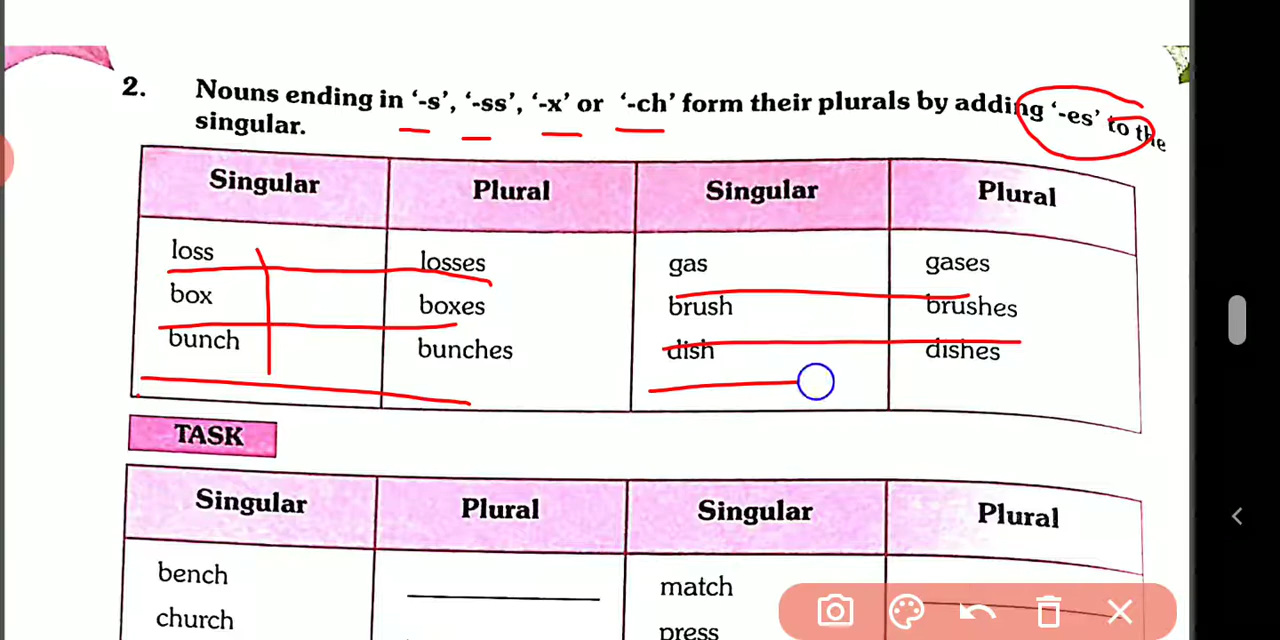 2. Nouns ending in '-s', '-ss', '-x' or '-ch' form their plurals by adding '-es' to the
singular.
Singular Plural Singular Plural
loss losses gas gases
box boxes brush brushes
bunch bunches dish dishes
TASK
Singular Plural Singular Plural
bench match
church press